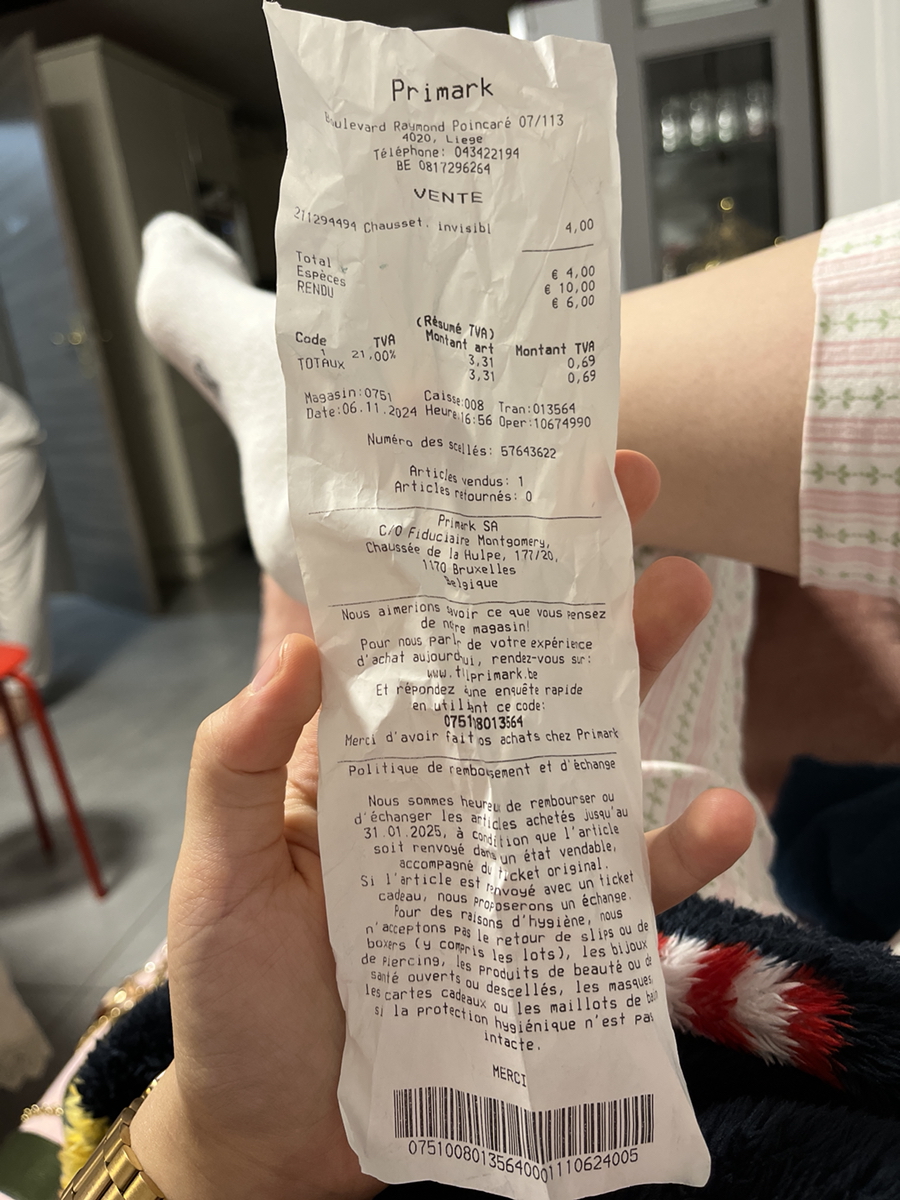 Primark
Boulevard Raymond Poincaré 07/113
4020, Liege
Téléphone: 043422194
BE 0817296264
VENTE
211294494 Chausset. invisibl 4,00
Total € 4,00
Espèces € 10,00
RENDU € 6,00
(Résumé TVA)
Code TVA Montant art Montant TVA
1 21.00% 3,31 0,69
TOTAUX 3,31 0,69
Magasin:0751 Caisse:008 Tran:013564
Date:06.11.2024 Heure:16:56 Oper:10674990
Numéro des scellés: 57643622
Articles vendus: 1
Articles retournés: 0
Primark SA
C/O Fiduciaire Montgomery,
Chaussée de la Hulpe, 177/20,
1170 Bruxelles
Belgique
Nous aimerions savoir ce que vous pensez
de notre magasin!
Pour nous parler de votre expérience
d'achat aujourd'hui, rendez-vous sur:
Et répondez à une enquête rapide
en utilisant ce code:
07518013564
Merci d'avoir fait vos achats chez Primark
Politique de remboursement et d'échange
Nous sommes heureux de rembourser ou
d'échanger les articles achetés jusqu'au
31.01.2025, à condition que l'article
soit renvoyé dans un état vendable,
accompagné du ticket original.
Si l'article est renvoyé avec un ticket
cadeau, nous proposerons un échange.
Pour des raisons d'hygiène, nous
n'acceptons pas le retour de slips ou de
boxers (y compris les lots), les bijoux
de piercing, les produits de beauté ou de
santé ouverts ou descellés, les masques,
les cartes cadeaux ou les maillots de bain
si la protection hygiénique n'est pas
intacte.
MERCI
07510080135640001110624005